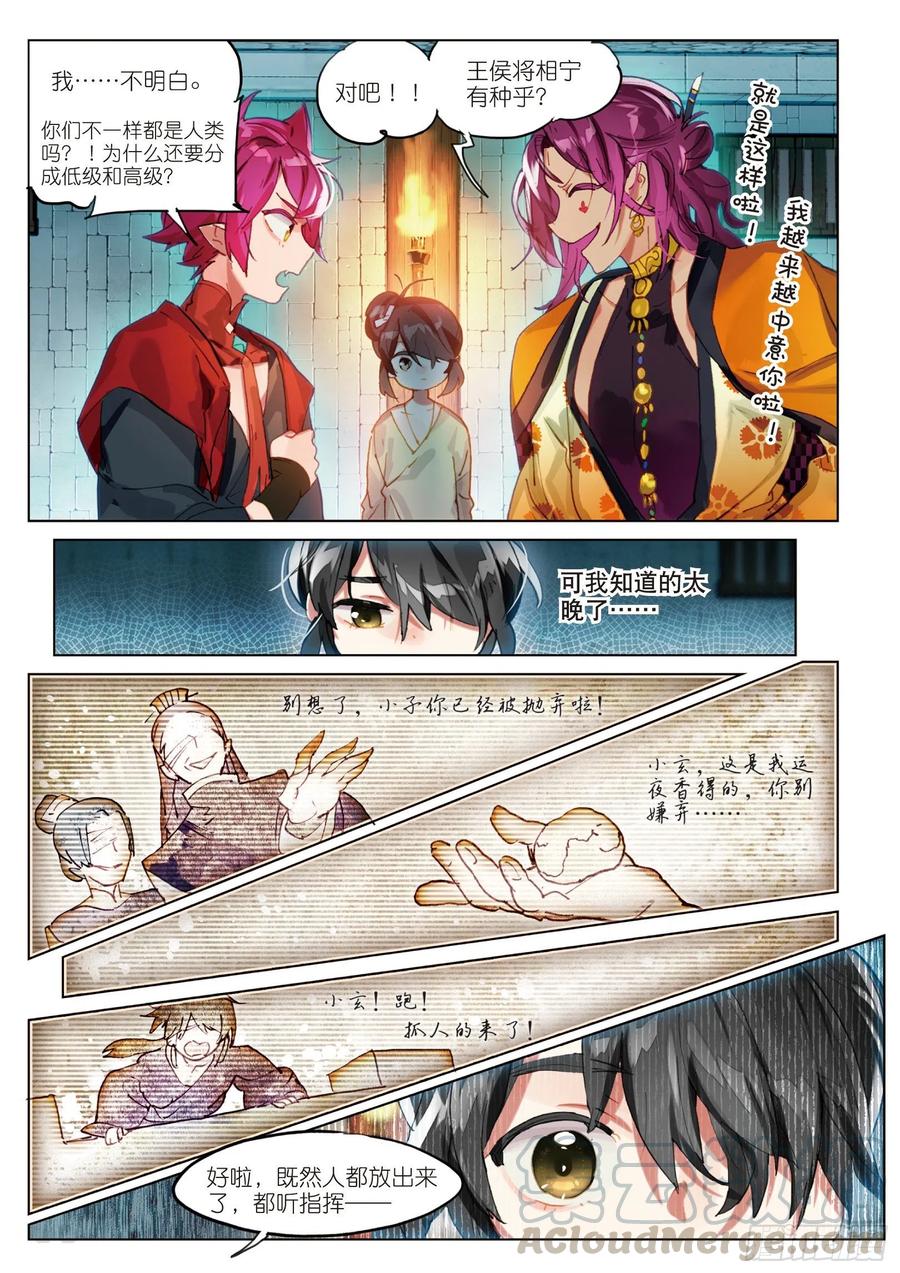 我……不明白。
你们不一样都是人类
吗？！为什么还要分
成低级和高级？
对吧！！
王侯将相宁
有种乎？
就是这样啦！
我越来越中意你啦！
可我知道的太
晚了……
别想了，小子你已经被抛弃啦！
小玄，这是我运
夜香得的，你别
嫌弃……
小玄！跑！
抓人的来了！
好啦，既然人都放出来
了，都听指挥——
AcloudMerge.com